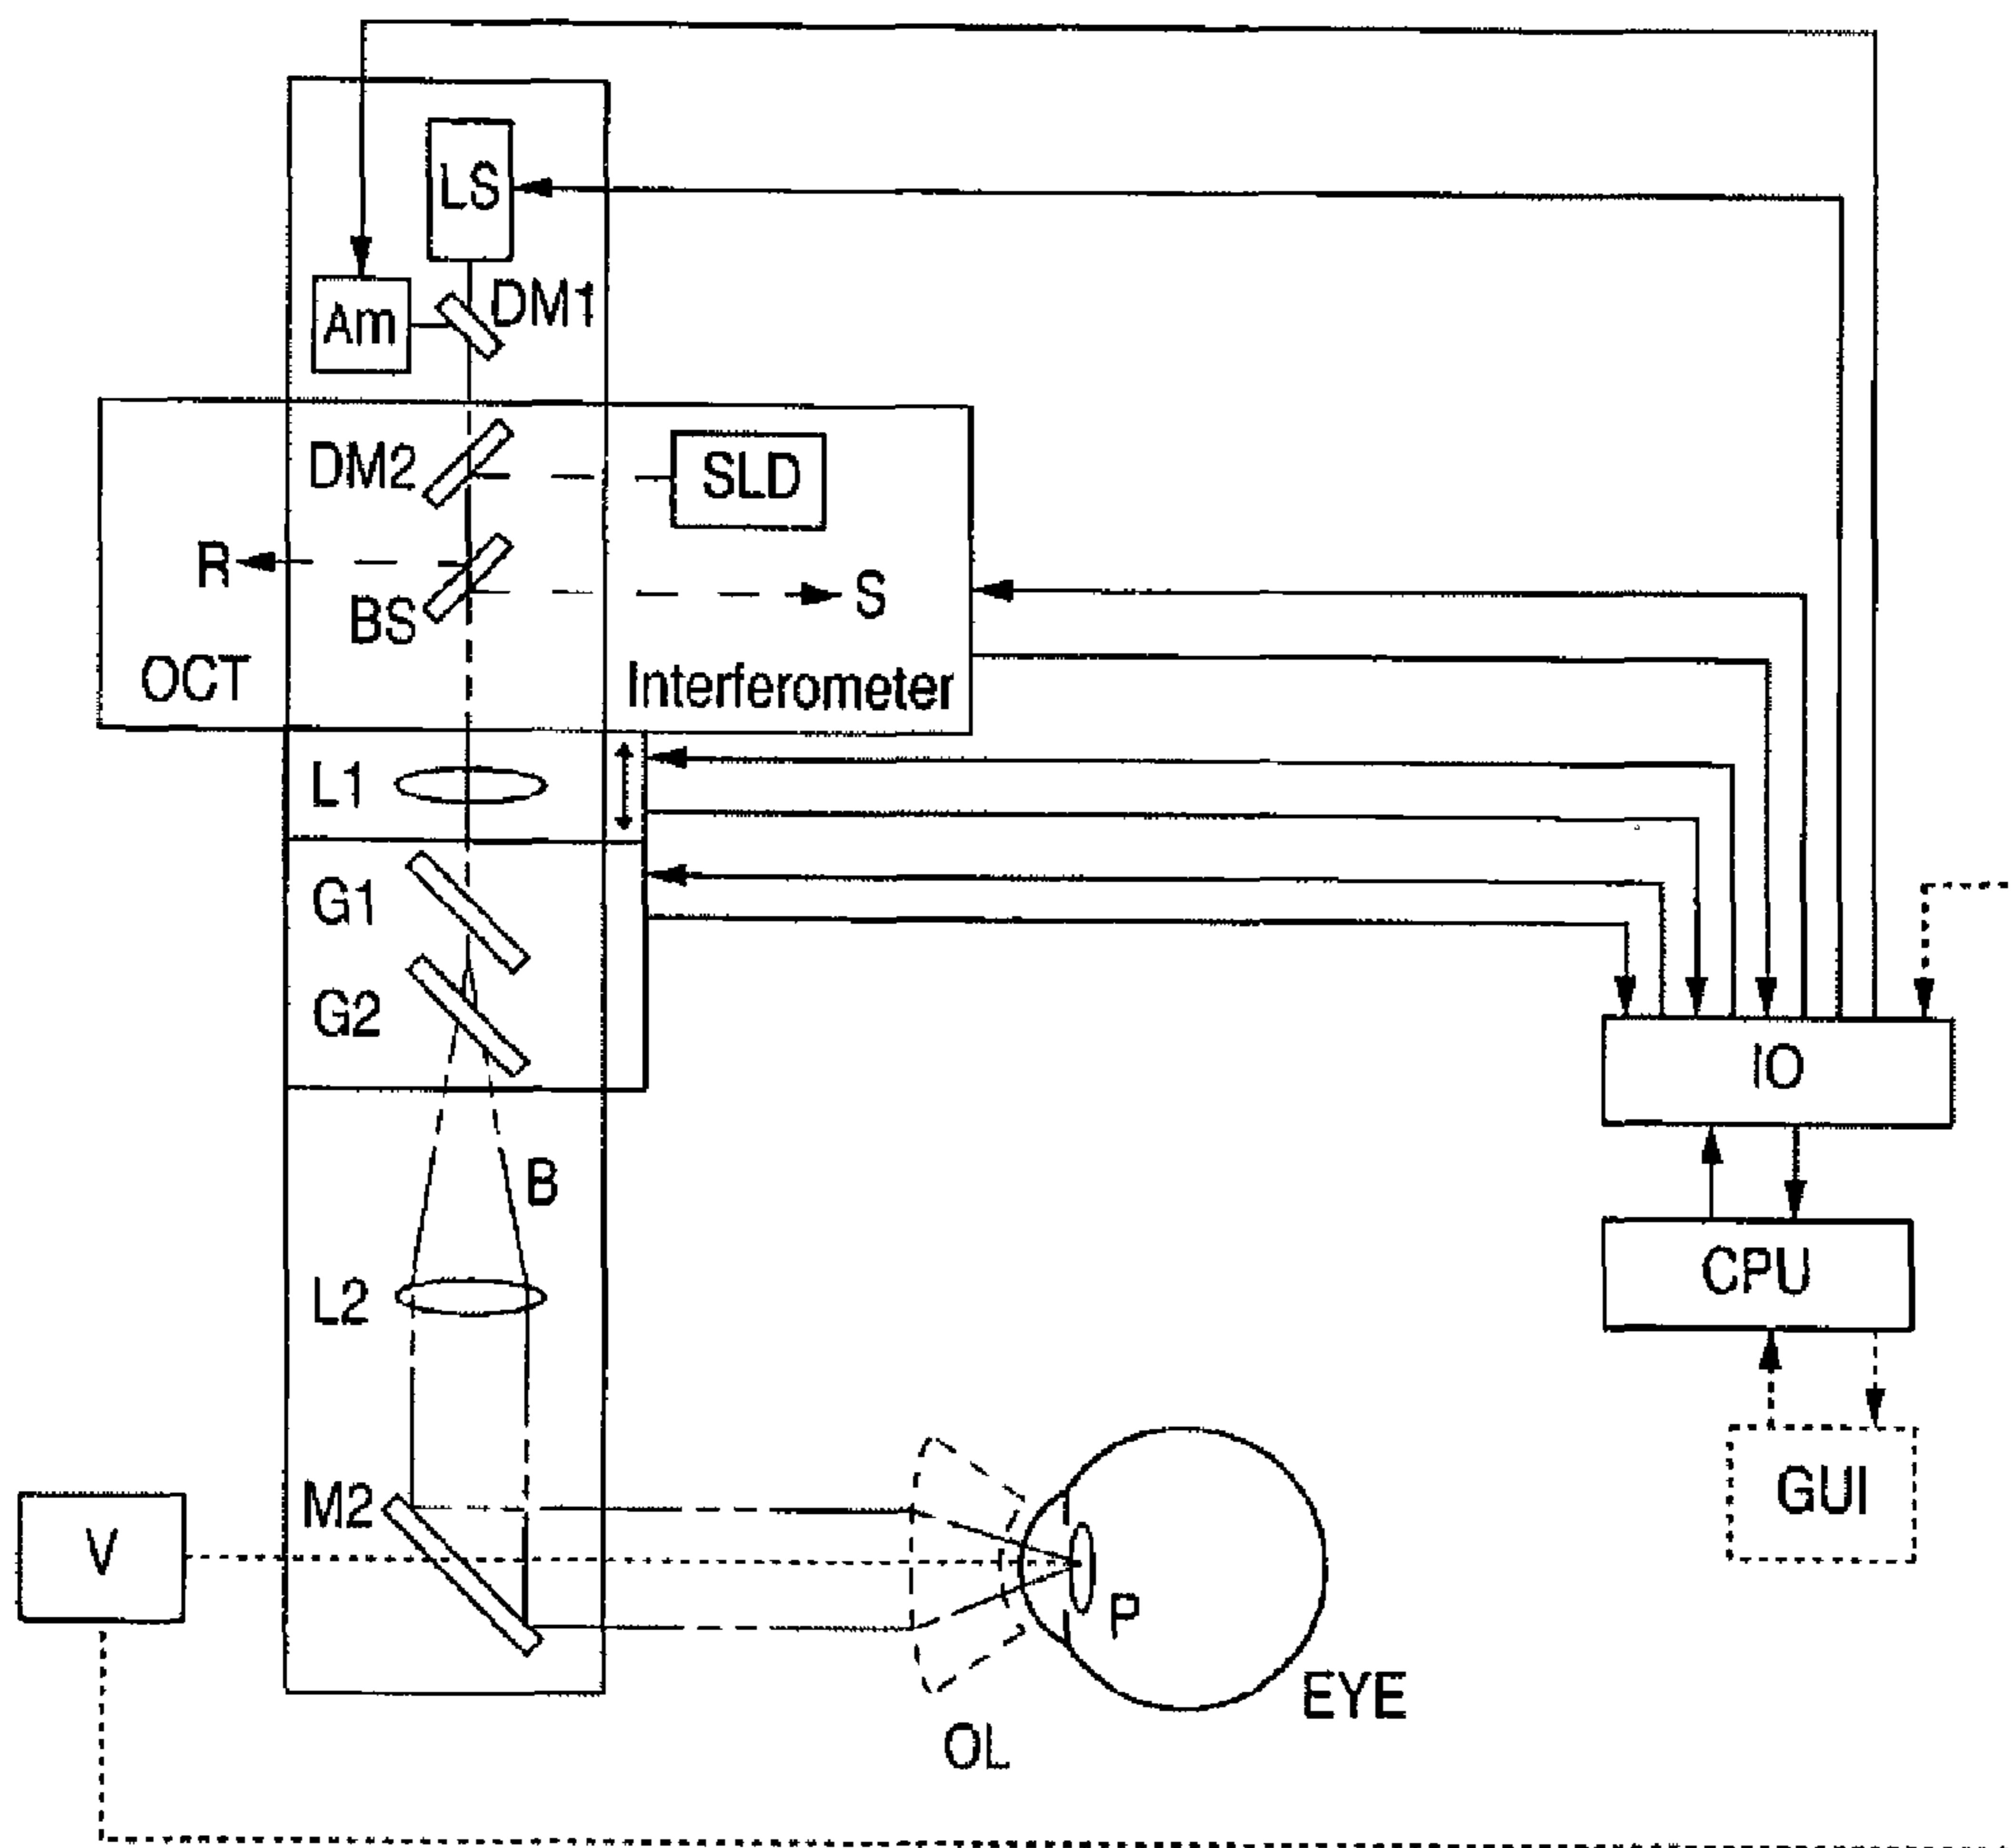 LS
DM1
Am
DM2
SLD
R
BS
S
OCT
Interferometer
L1
G1
G2
IO
B
CPU
L2
GUI
M2
V
P
EYE
OL